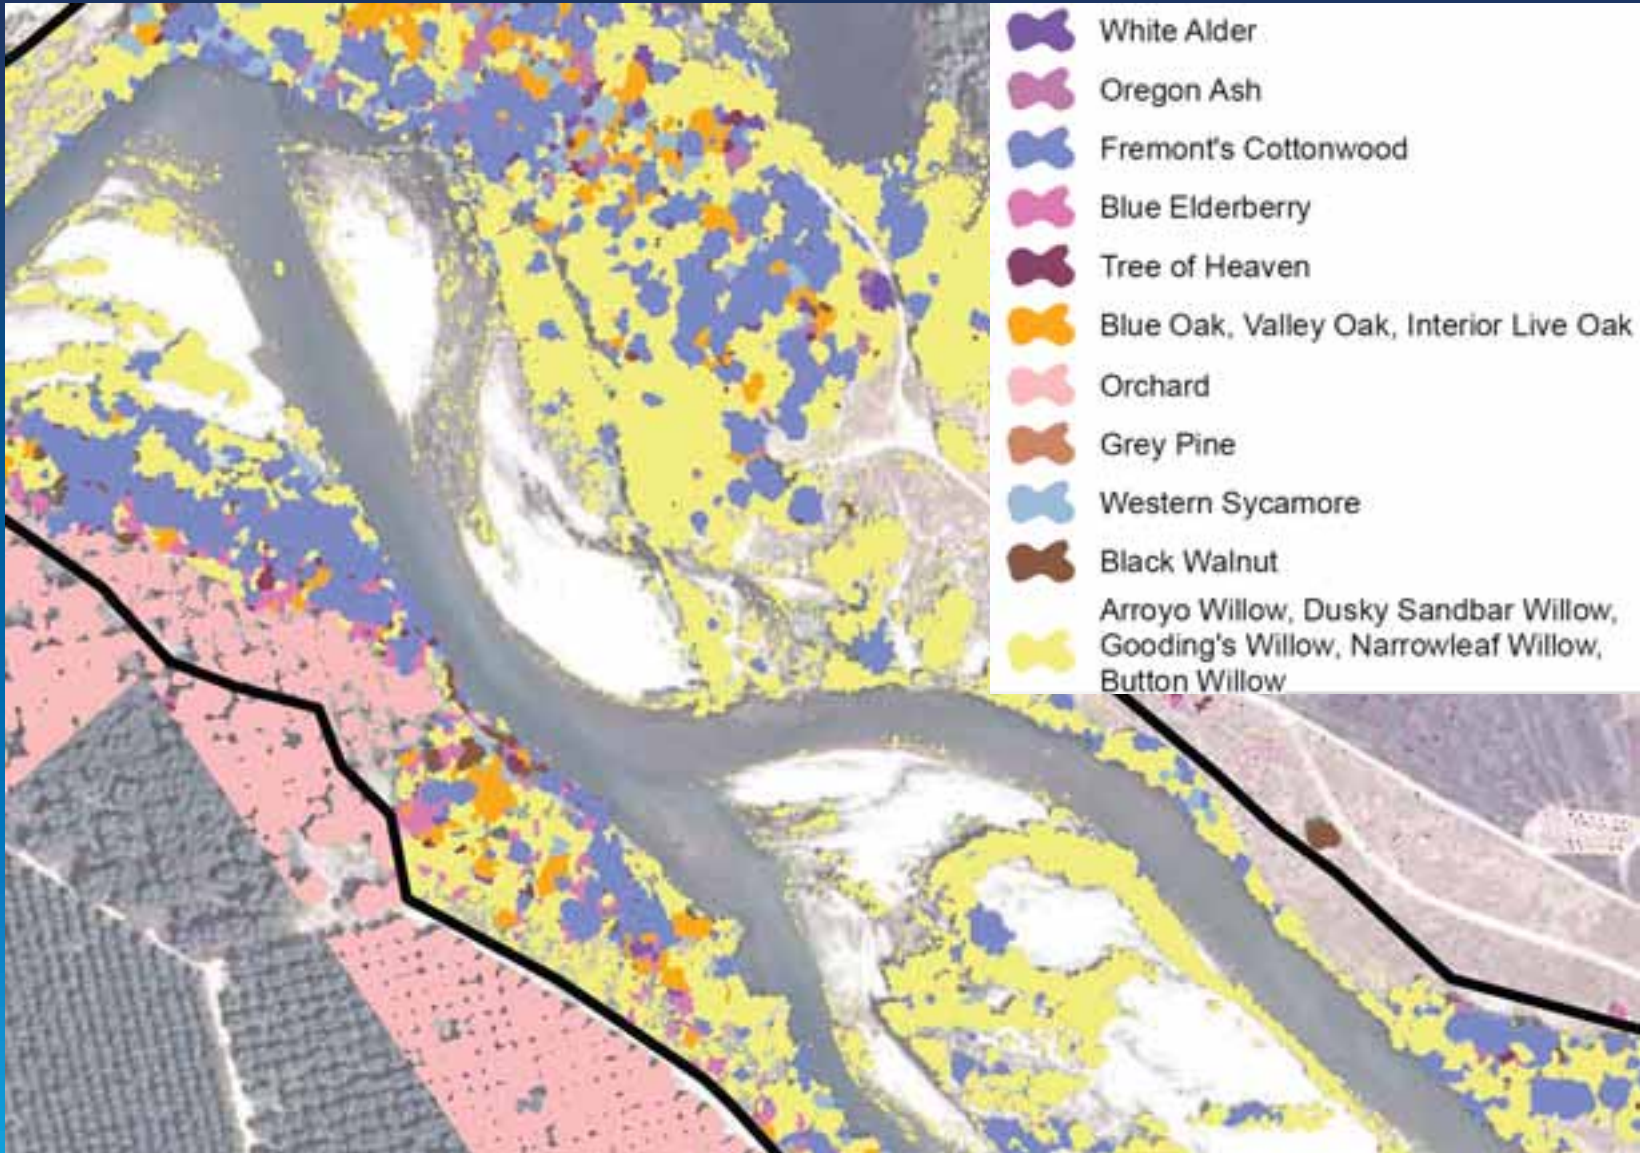 White Alder
Oregon Ash
Fremont's Cottonwood
Blue Elderberry
Tree of Heaven
Blue Oak, Valley Oak, Interior Live Oak
Orchard
Grey Pine
Western Sycamore
Black Walnut
Arroyo Willow, Dusky Sandbar Willow,
Gooding's Willow, Narrowleaf Willow,
Button Willow